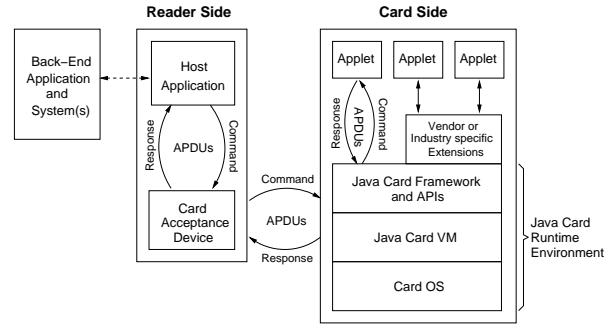 Reader Side
Card Side
Back−End
Application
and
System(s)
Host
Application
Response
APDUs
Command
Card
Acceptance
Device
Command
APDUs
Response
Applet
Applet
Applet
Response
APDUs
Command
Vendor or
Industry specific
Extensions
Java Card Framework
and APIs
Java Card VM
Card OS
Java Card
Runtime
Environment